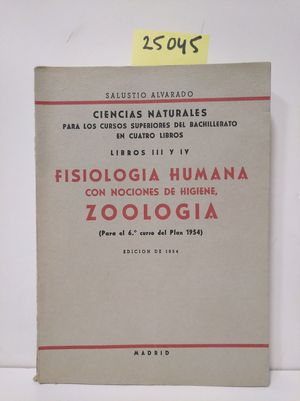 25045
SALUSTIO ALVARADO
CIENCIAS NATURALES
PARA LOS CURSOS SUPERIORES DEL BACHILLERATO
EN CUATRO LIBROS
LIBROS III Y IV
FISIOLOGIA HUMANA
CON NOCIONES DE HIGIENE,
ZOOLOGIA
(Para el 6.º curso del Plan 1954)
EDICION DE 1954
MADRID